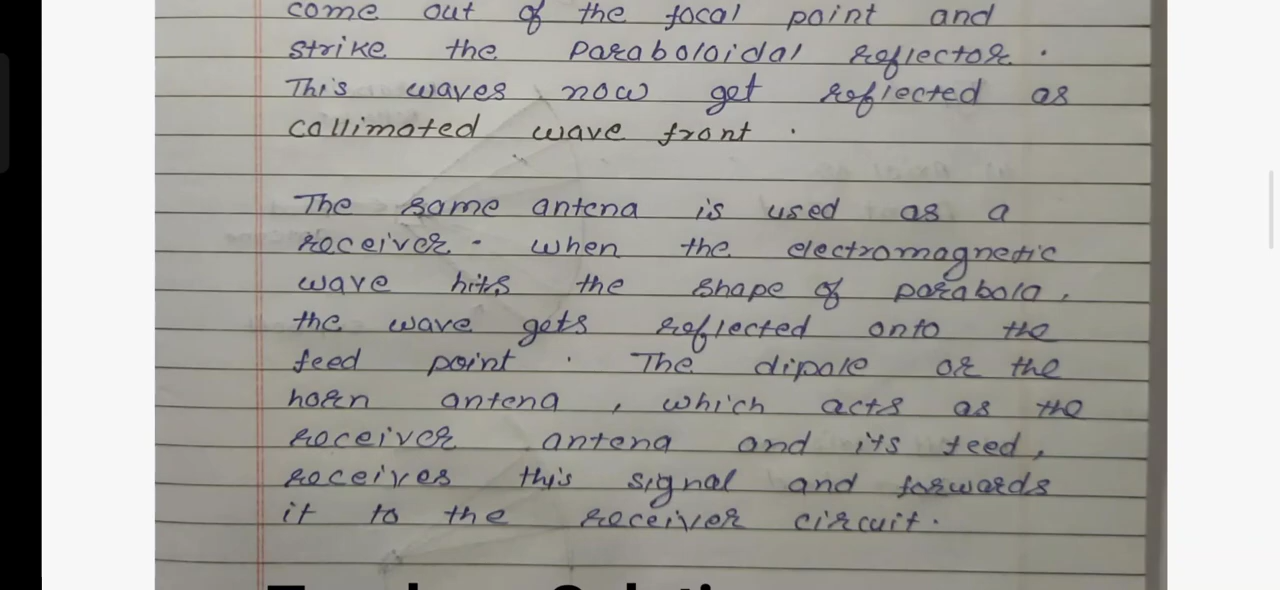 come out of the focal point and
strike the Paraboloidal reflector.
This waves now get reflected as
collimated wave front.
The same antena is used as a
receiver. when the electromagnetic
wave hits the shape of parabola,
the wave gets reflected onto the
feed point. The dipole or the
horn antena, which acts as the
receiver antena and its feed,
receives this signal and forwards
it to the receiver circuit.